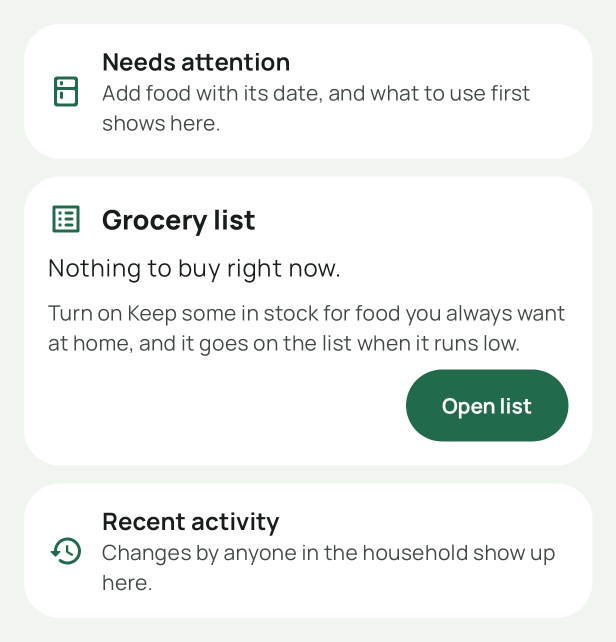 Needs attention
Add food with its date, and what to use first
shows here.
Grocery list
Nothing to buy right now.
Turn on Keep some in stock for food you always want
at home, and it goes on the list when it runs low.
Open list
Recent activity
Changes by anyone in the household show up
here.